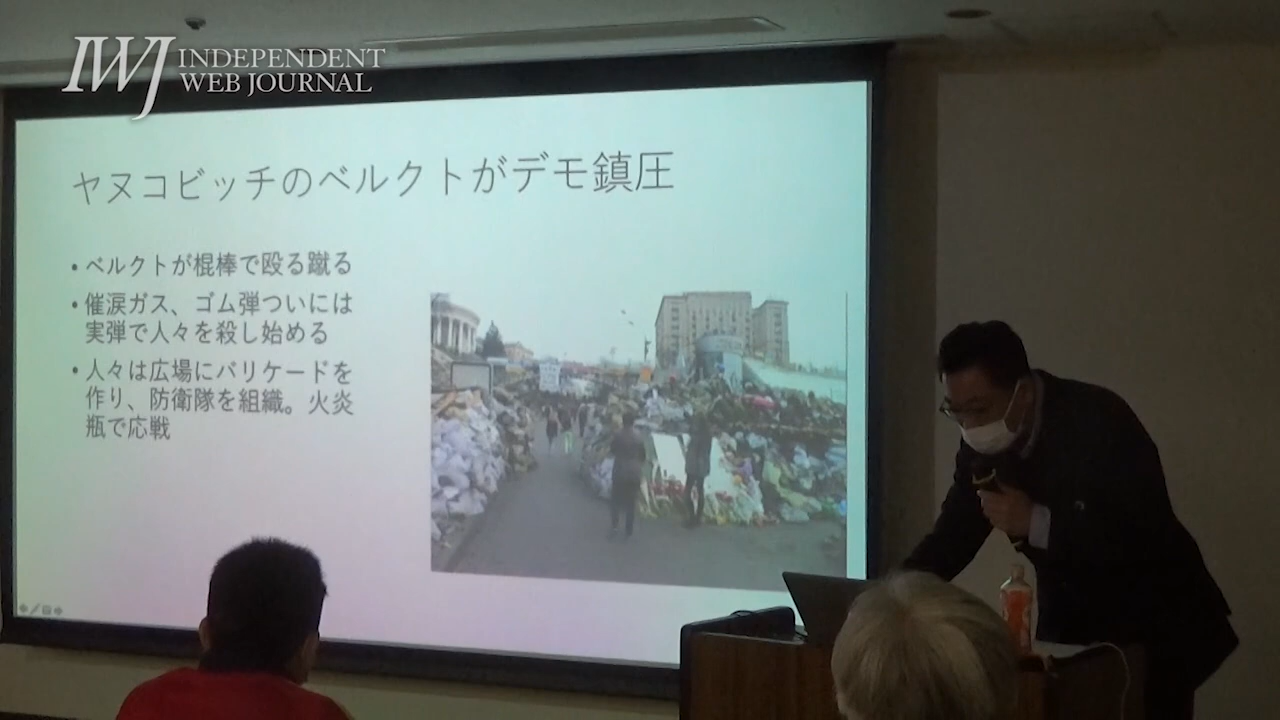 IWJ INDEPENDENT
WEB JOURNAL
ヤヌコビッチのベルクトがデモ鎮圧
• ベルクトが棍棒で殴る蹴る
• 催涙ガス、ゴム弾ついには
実弾で人々を殺し始める
• 人々は広場にバリケードを
作り、防衛隊を組織。火炎
瓶で応戦